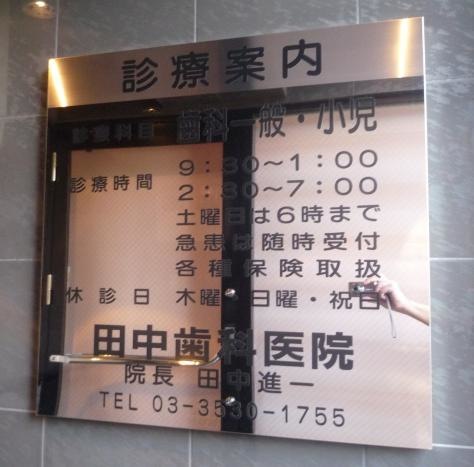 診療案内
診療科目 歯科一般・小児
診療時間 9:30〜1:00
2:30〜7:00
土曜日は6時まで
急患は随時受付
各種保険取扱
休診日 木曜・日曜・祝日
田中歯科医院
院長 田中進一
TEL 03-3530-1755